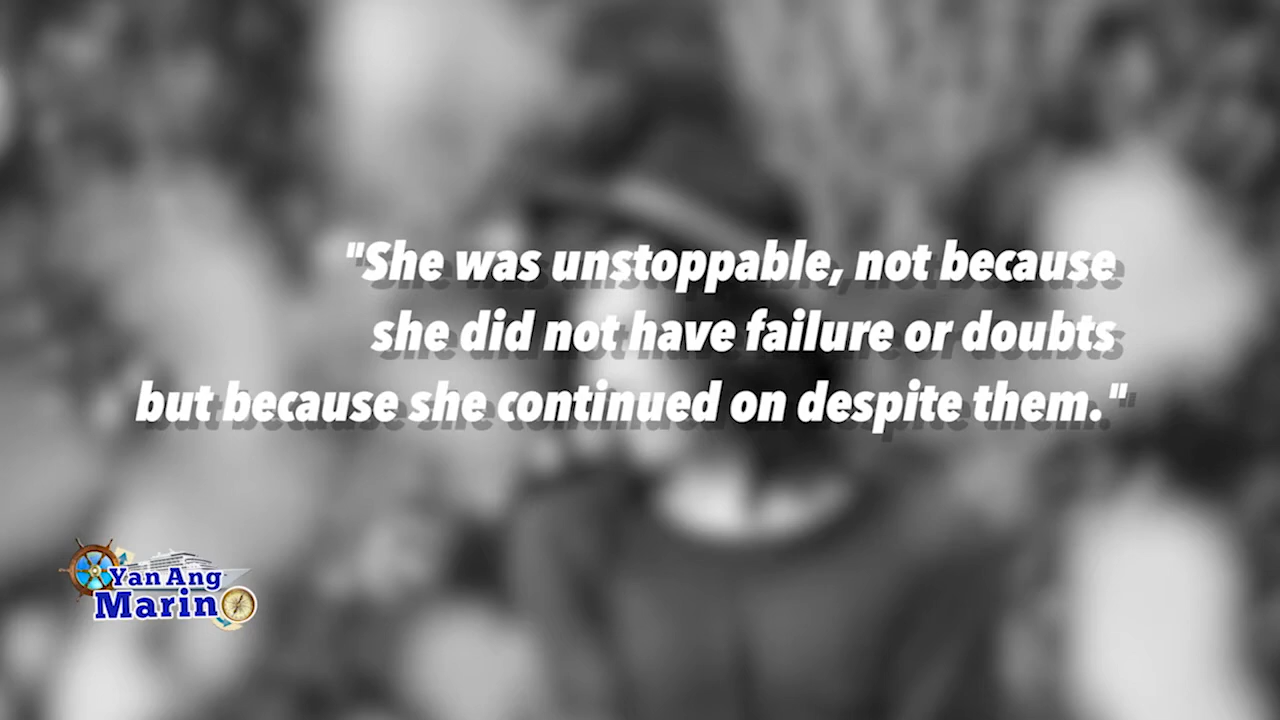 "She was unstoppable, not because
she did not have failure or doubts
but because she continued on despite them."
Yan Ang
Marino